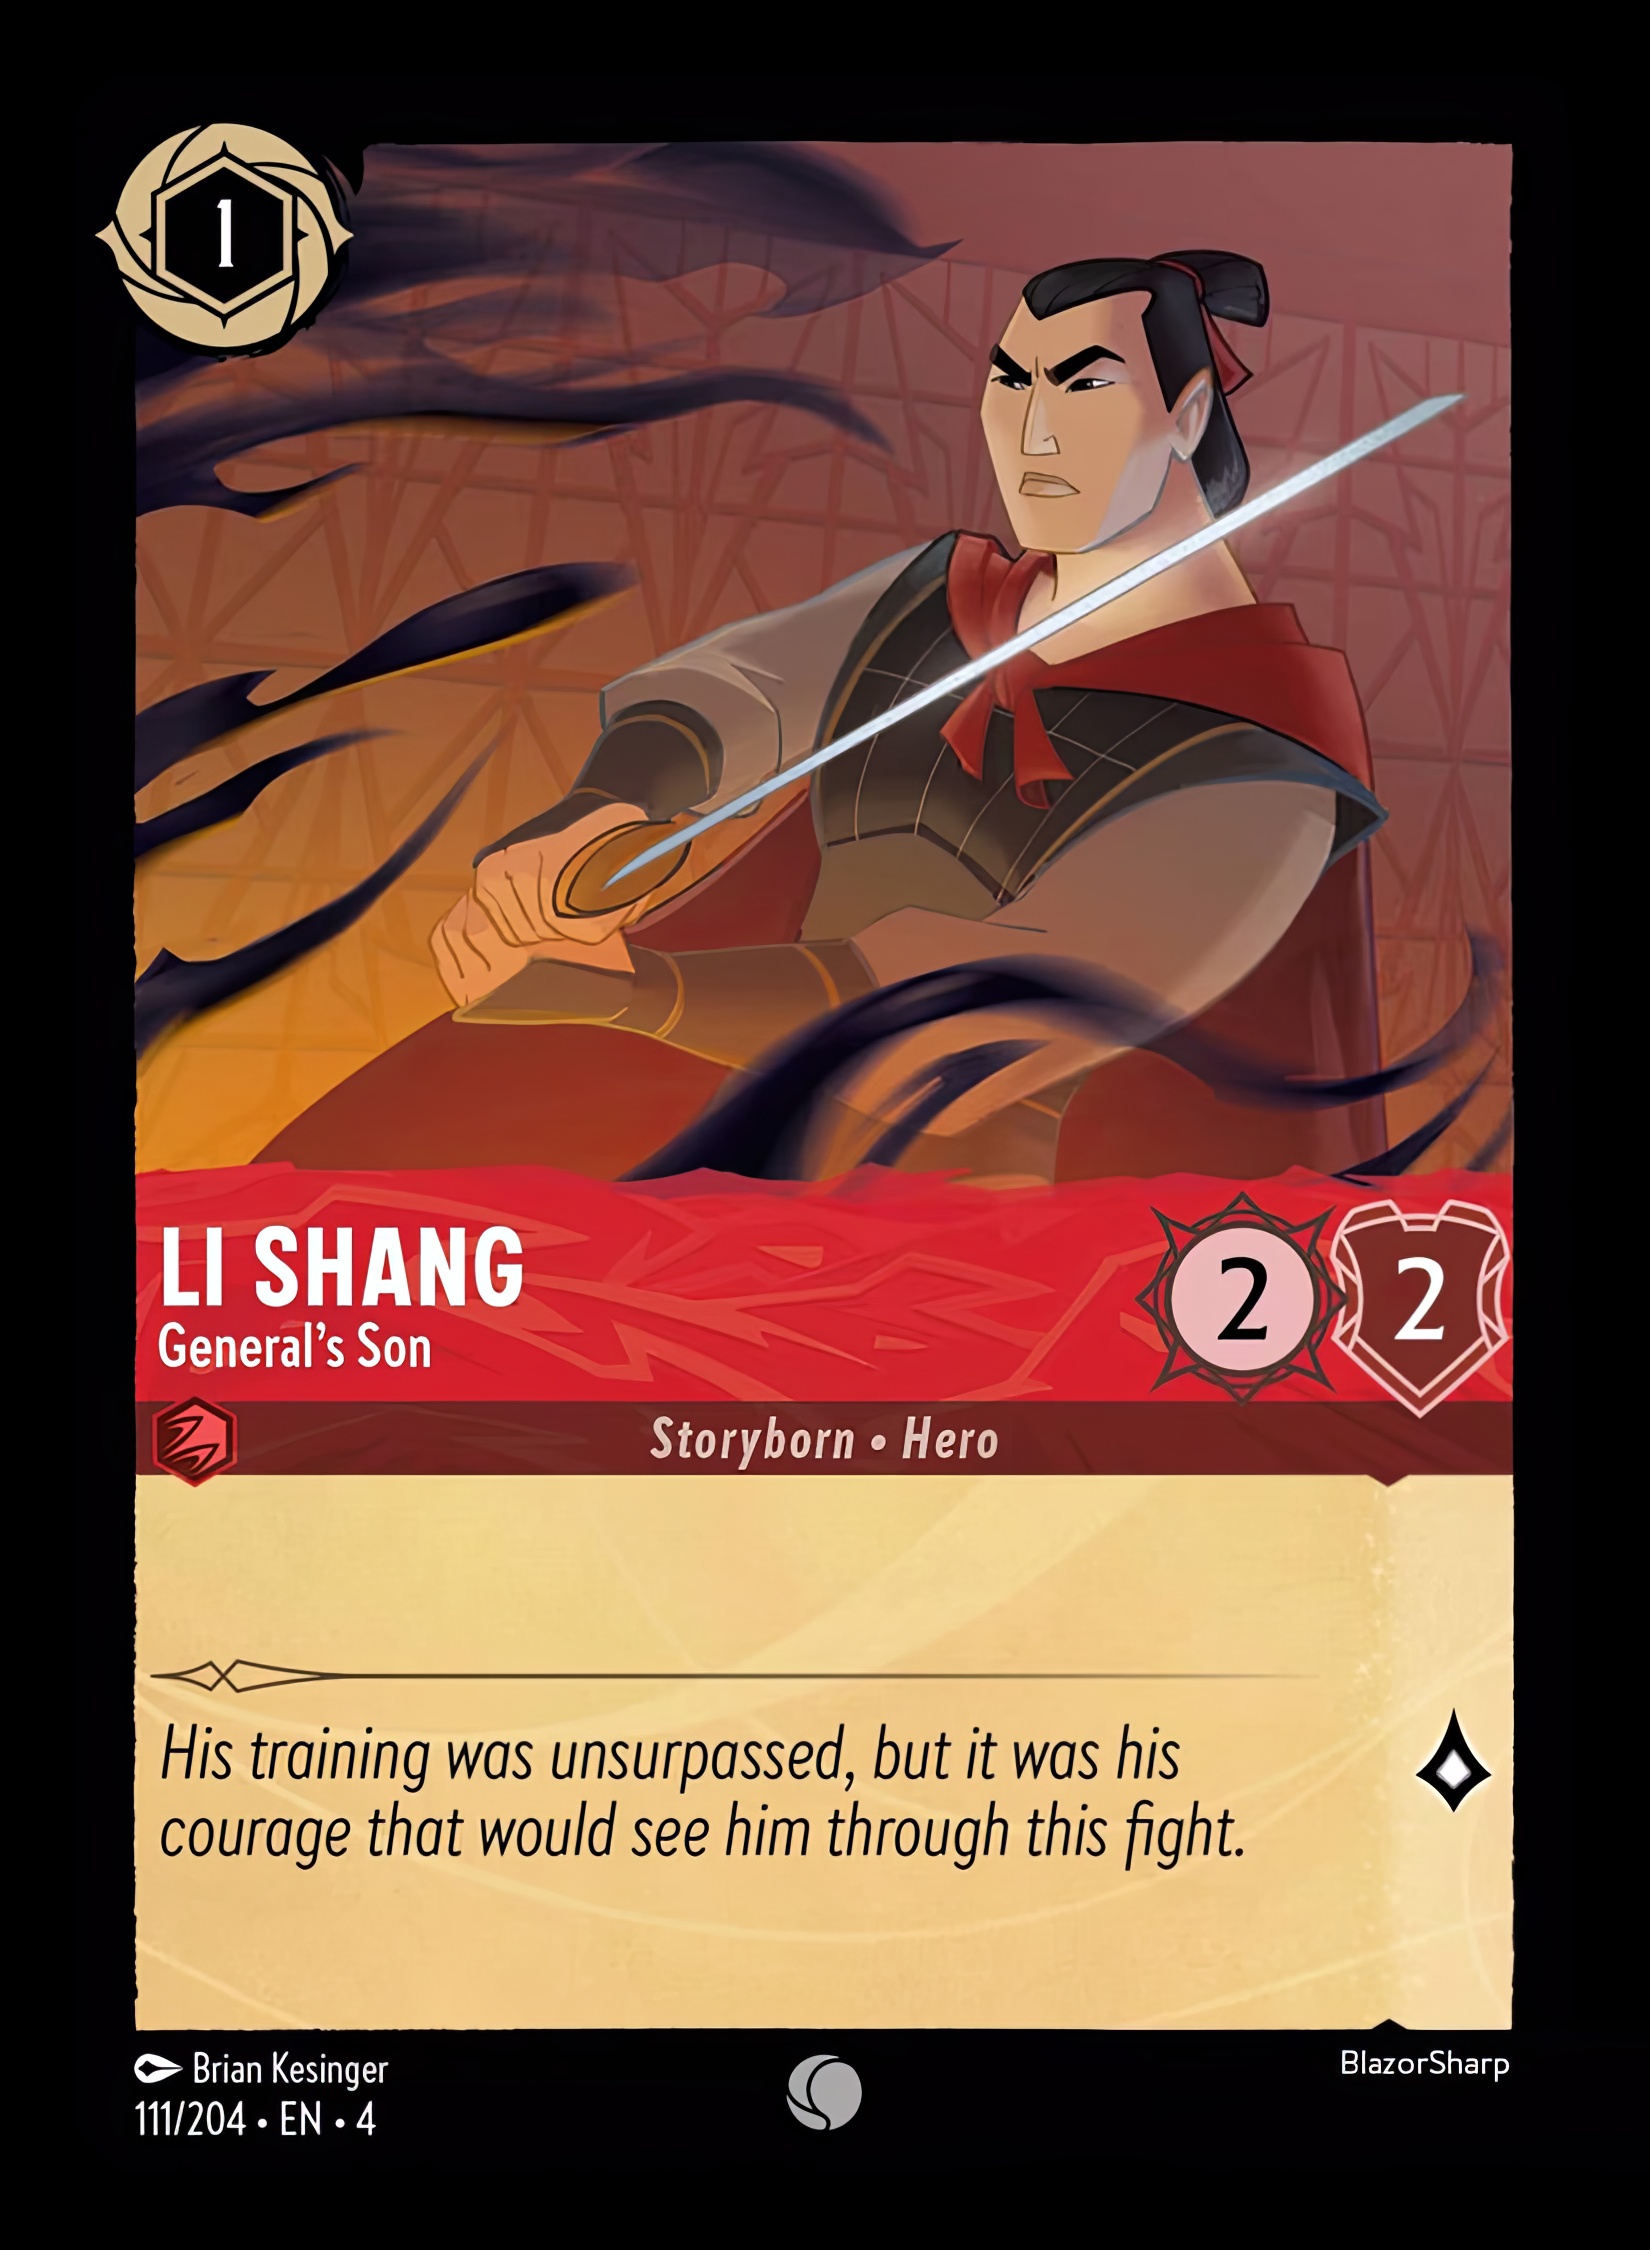 1
LI SHANG
General's Son
2
2
Storyborn • Hero
His training was unsurpassed, but it was his
courage that would see him through this fight.
Brian Kesinger
111/204 • EN • 4
BlazorSharp